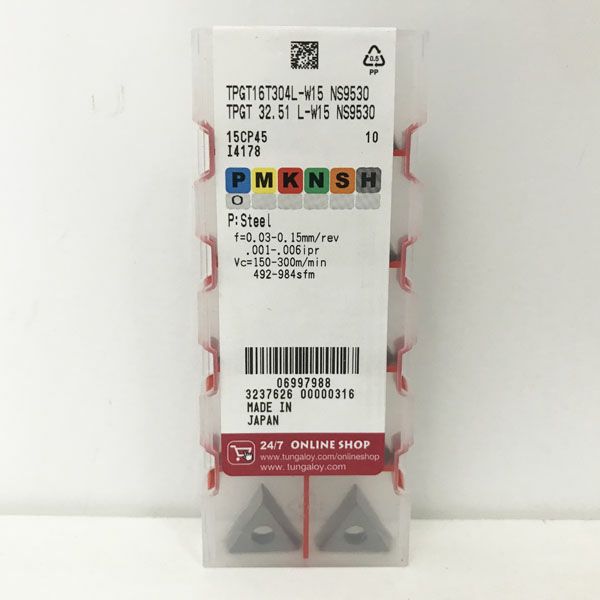 0.5
PP
TPGT16T304L-W15 NS9530
TPGT 32.51 L-W15 NS9530
15CP45 10
I4178
P M K N S H
O
P:Steel
f=0.03-0.15mm/rev
.001-.006ipr
Vc=150-300m/min
492-984sfm
06997988
3237626 00000316
MADE IN
JAPAN
24/7 ONLINE SHOP
www.tungaloy.com/onlineshop
www.tungaloy.com